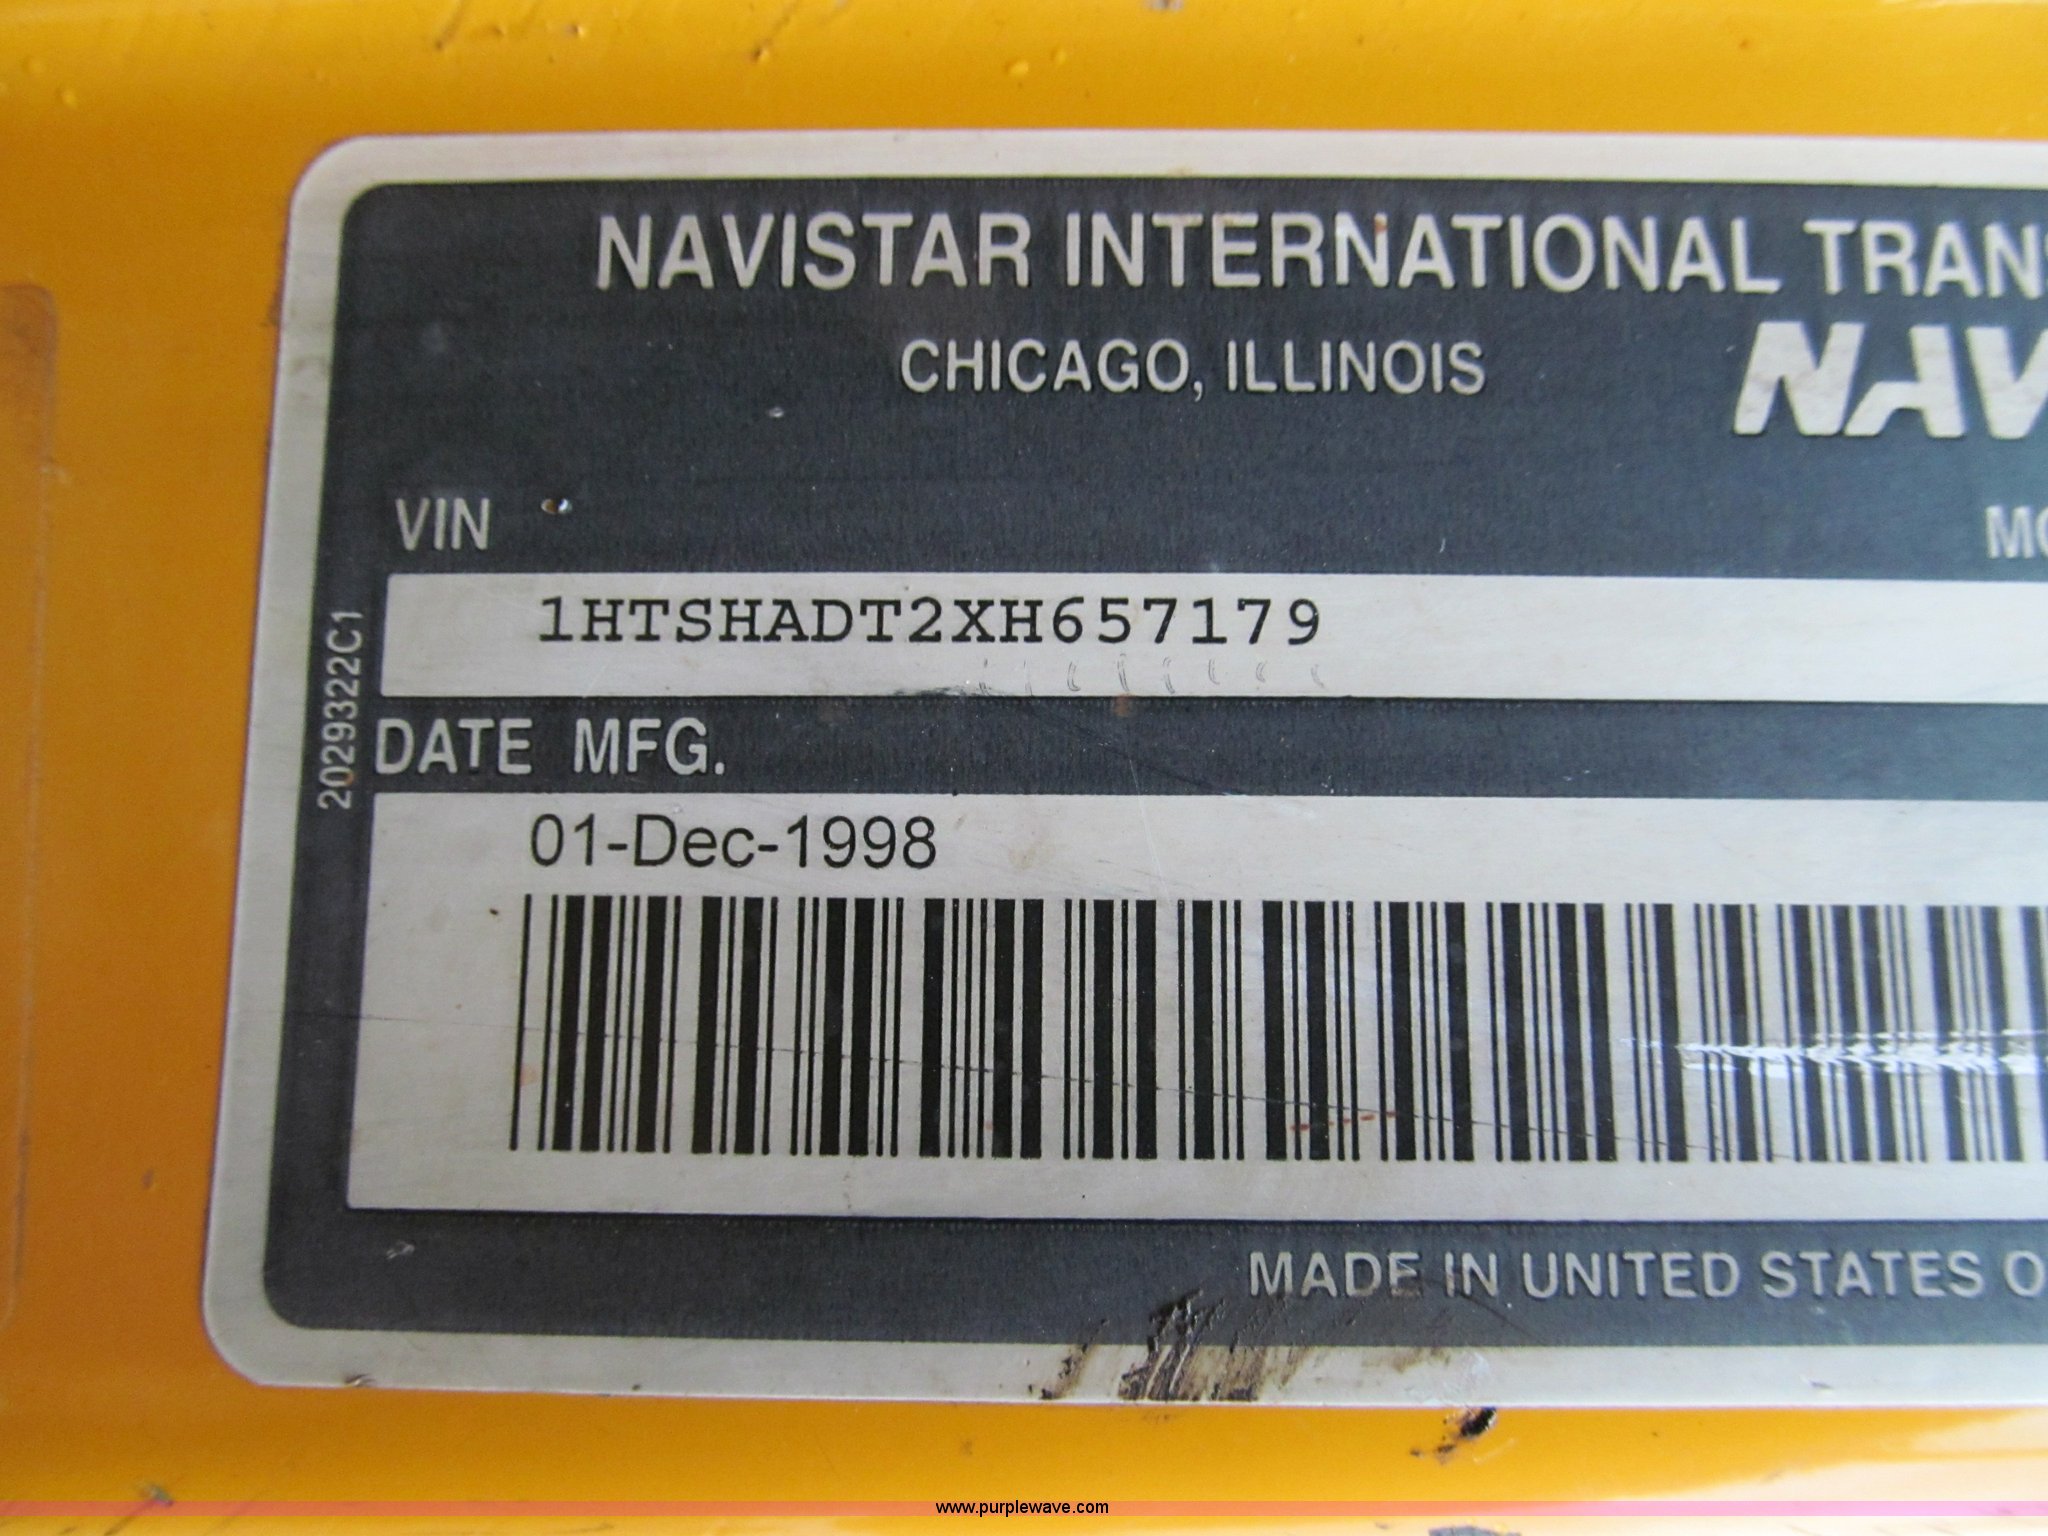 NAVISTAR INTERNATIONAL TRAN
CHICAGO, ILLINOIS
NAV
VIN
MO
1HTSHADT2XH657179
2029322C1
DATE MFG.
01-Dec-1998
MADE IN UNITED STATES O
www.purplewave.com